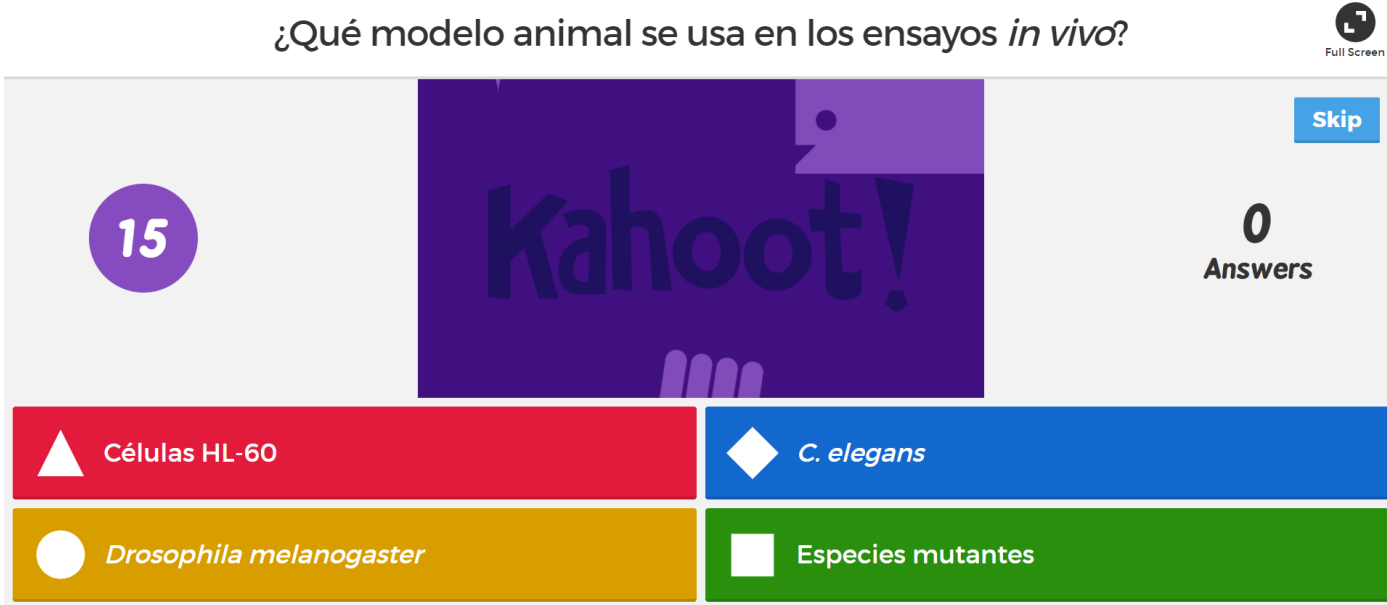 ¿Qué modelo animal se usa en los ensayos in vivo?
Full Screen
Skip
15
Kahoot!
0
Answers
Células HL-60
C. elegans
Drosophila melanogaster
Especies mutantes